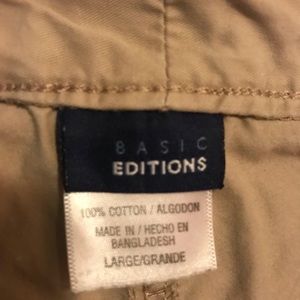 BASIC
EDITIONS
100% COTTON / ALGODON
MADE IN / HECHO EN
BANGLADESH
LARGE/GRANDE